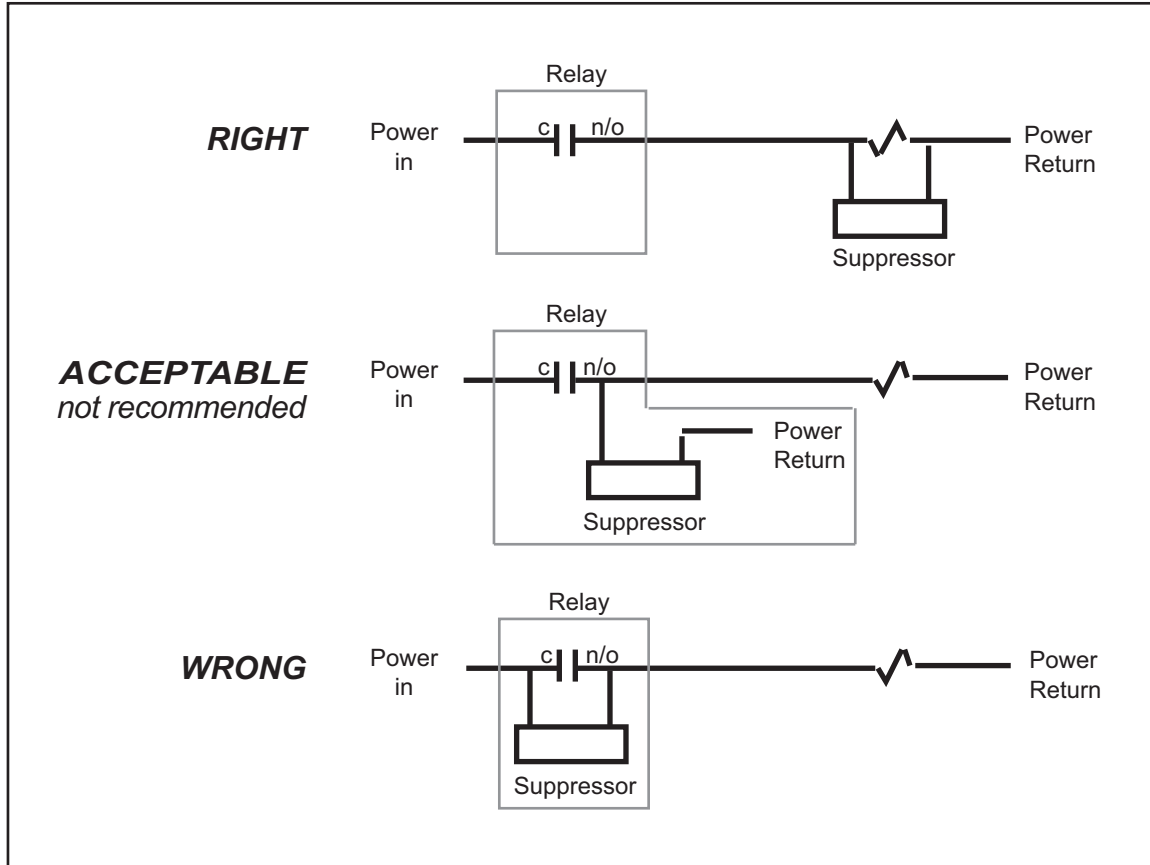 Relay
RIGHT
Power
in
c
n/o
Power
Return
Suppressor
Relay
ACCEPTABLE
not recommended
Power
in
c
n/o
Power
Return
Power
Return
Suppressor
Relay
WRONG
Power
in
c
n/o
Power
Return
Suppressor